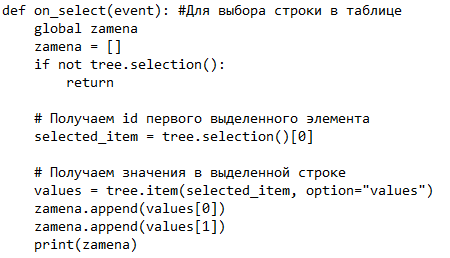 def on_select(event): #Для выбора строки в таблице
    global zamena
    zamena = []
    if not tree.selection():
        return

    # Получаем id первого выделенного элемента
    selected_item = tree.selection()[0]

    # Получаем значения в выделенной строке
    values = tree.item(selected_item, option="values")
    zamena.append(values[0])
    zamena.append(values[1])
    print(zamena)